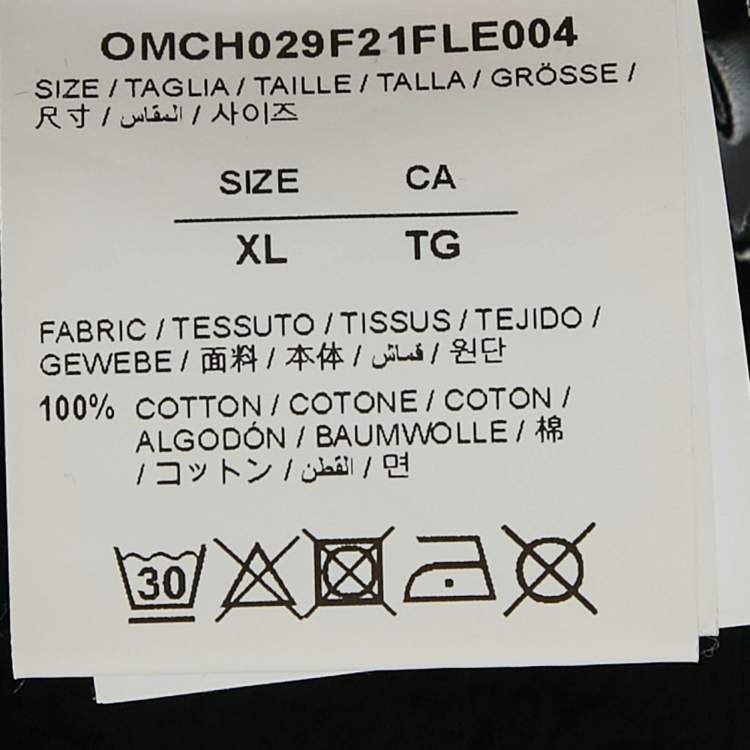 OMCH029F21FLE004
SIZE / TAGLIA / TAILLE / TALLA / GRÖSSE /
尺寸 / المقاس / 사이즈
SIZE CA
XL TG
FABRIC / TESSUTO / TISSUS / TEJIDO /
GEWEBE / 面料 / 本体 / قماش / 원단
100% COTTON / COTONE / COTON /
ALGODÓN / BAUMWOLLE / 棉
/ コットン / القطن / 면
30